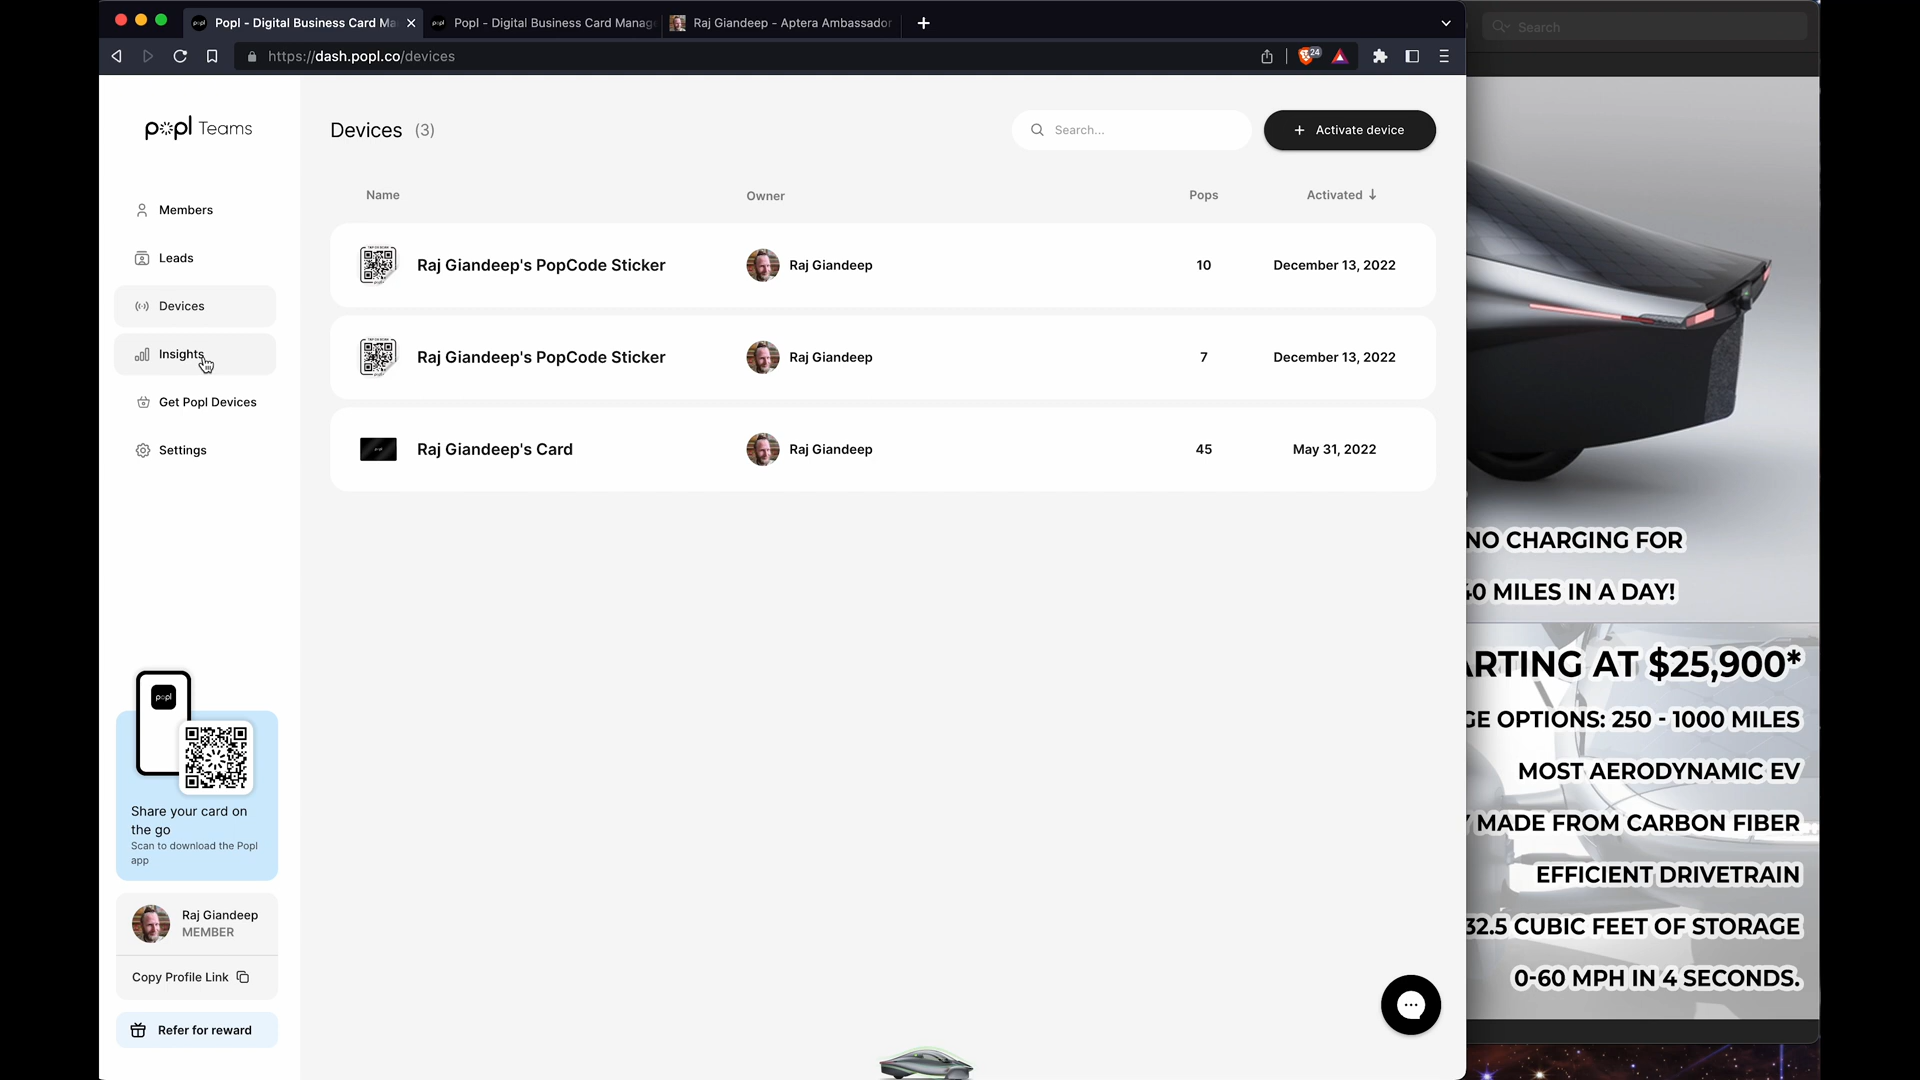 Popl - Digital Business Card Ma
Popl - Digital Business Card Manag
Raj Giandeep - Aptera Ambassador
https://dash.popl.co/devices
24
Search
popl Teams
Members
Leads
Devices
Insights
Get Popl Devices
Settings
Devices (3)
Search...
+ Activate device
Name Owner Pops Activated ↓
Raj Giandeep's PopCode Sticker Raj Giandeep 10 December 13, 2022
Raj Giandeep's PopCode Sticker Raj Giandeep 7 December 13, 2022
Raj Giandeep's Card Raj Giandeep 45 May 31, 2022
popl
Share your card on
the go
Scan to download the Popl
app
Raj Giandeep
MEMBER
Copy Profile Link
Refer for reward
NO CHARGING FOR
40 MILES IN A DAY!
ARTING AT $25,900*
GE OPTIONS: 250 - 1000 MILES
MOST AERODYNAMIC EV
Y MADE FROM CARBON FIBER
EFFICIENT DRIVETRAIN
32.5 CUBIC FEET OF STORAGE
0-60 MPH IN 4 SECONDS.